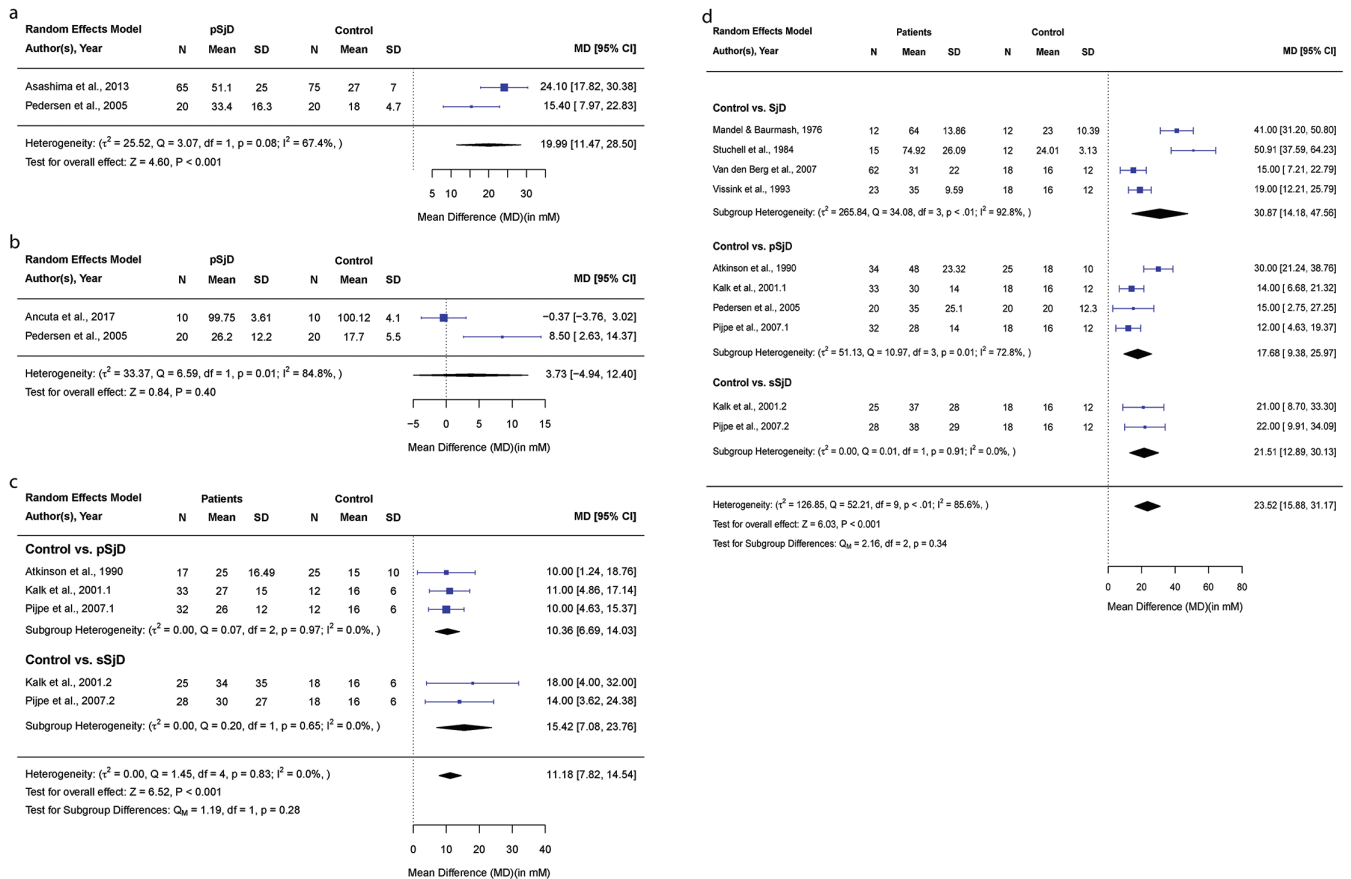 a
Random Effects Model pSjD Control
Author(s), Year N Mean SD N Mean SD MD [95% CI]
Asashima et al., 2013 65 51.1 25 75 27 7 24.10 [17.82, 30.38]
Pedersen et al., 2005 20 33.4 16.3 20 18 4.7 15.40 [ 7.97, 22.83]
Heterogeneity: (τ² = 25.52, Q = 3.07, df = 1, p = 0.08; I² = 67.4%, ) 19.99 [11.47, 28.50]
Test for overall effect: Z = 4.60, P < 0.001
5 10 20 30
Mean Difference (MD)(in mM)
b
Random Effects Model pSjD Control
Author(s), Year N Mean SD N Mean SD MD [95% CI]
Ancuta et al., 2017 10 99.75 3.61 10 100.12 4.1 −0.37 [−3.76, 3.02]
Pedersen et al., 2005 20 26.2 12.2 20 17.7 5.5 8.50 [ 2.63, 14.37]
Heterogeneity: (τ² = 33.37, Q = 6.59, df = 1, p = 0.01; I² = 84.8%, ) 3.73 [−4.94, 12.40]
Test for overall effect: Z = 0.84, P = 0.40
−5 0 5 10 15
Mean Difference (MD)(in mM)
c
Random Effects Model Patients Control
Author(s), Year N Mean SD N Mean SD MD [95% CI]
Control vs. pSjD
Atkinson et al., 1990 17 25 16.49 25 15 10 10.00 [1.24, 18.76]
Kalk et al., 2001.1 33 27 15 12 16 6 11.00 [4.86, 17.14]
Pijpe et al., 2007.1 32 26 12 12 16 6 10.00 [4.63, 15.37]
Subgroup Heterogeneity: (τ² = 0.00, Q = 0.07, df = 2, p = 0.97; I² = 0.0%, ) 10.36 [6.69, 14.03]
Control vs. sSjD
Kalk et al., 2001.2 25 34 35 18 16 6 18.00 [4.00, 32.00]
Pijpe et al., 2007.2 28 30 27 18 16 6 14.00 [3.62, 24.38]
Subgroup Heterogeneity: (τ² = 0.00, Q = 0.20, df = 1, p = 0.65; I² = 0.0%, ) 15.42 [7.08, 23.76]
Heterogeneity: (τ² = 0.00, Q = 1.45, df = 4, p = 0.83; I² = 0.0%, ) 11.18 [7.82, 14.54]
Test for overall effect: Z = 6.52, P < 0.001
Test for Subgroup Differences: Q_M = 1.19, df = 1, p = 0.28
0 10 20 30 40
Mean Difference (MD)(in mM)
d
Random Effects Model Patients Control
Author(s), Year N Mean SD N Mean SD MD [95% CI]
Control vs. SjD
Mandel & Baurmash, 1976 12 64 13.86 12 23 10.39 41.00 [31.20, 50.80]
Stuchell et al., 1984 15 74.92 26.09 12 24.01 3.13 50.91 [37.59, 64.23]
Van den Berg et al., 2007 62 31 22 18 16 12 15.00 [ 7.21, 22.79]
Vissink et al., 1993 23 35 9.59 18 16 12 19.00 [12.21, 25.79]
Subgroup Heterogeneity: (τ² = 265.84, Q = 34.08, df = 3, p < .01; I² = 92.8%, ) 30.87 [14.18, 47.56]
Control vs. pSjD
Atkinson et al., 1990 34 48 23.32 25 18 10 30.00 [21.24, 38.76]
Kalk et al., 2001.1 33 30 14 18 16 12 14.00 [ 6.68, 21.32]
Pedersen et al., 2005 20 35 25.1 20 20 12.3 15.00 [ 2.75, 27.25]
Pijpe et al., 2007.1 32 28 14 18 16 12 12.00 [ 4.63, 19.37]
Subgroup Heterogeneity: (τ² = 51.13, Q = 10.97, df = 3, p = 0.01; I² = 72.8%, ) 17.68 [ 9.38, 25.97]
Control vs. sSjD
Kalk et al., 2001.2 25 37 28 18 16 12 21.00 [ 8.70, 33.30]
Pijpe et al., 2007.2 28 38 29 18 16 12 22.00 [ 9.91, 34.09]
Subgroup Heterogeneity: (τ² = 0.00, Q = 0.01, df = 1, p = 0.91; I² = 0.0%, ) 21.51 [12.89, 30.13]
Heterogeneity: (τ² = 126.85, Q = 52.21, df = 9, p < .01; I² = 85.6%, ) 23.52 [15.88, 31.17]
Test for overall effect: Z = 6.03, P < 0.001
Test for Subgroup Differences: Q_M = 2.16, df = 2, p = 0.34
0 20 40 60 80
Mean Difference (MD)(in mM)